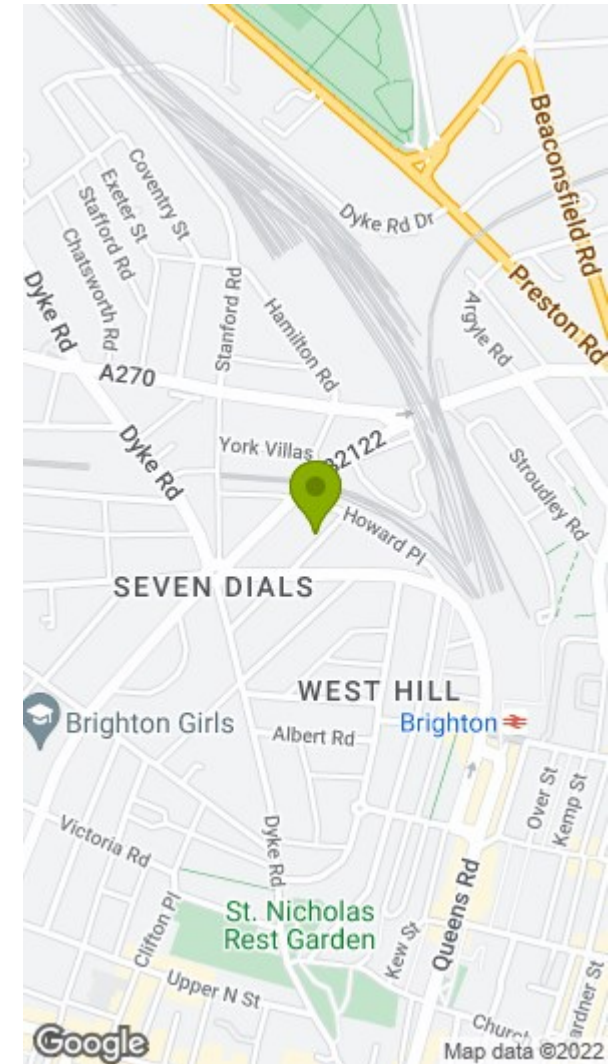 Beaconsfield Rd
Coventry St
Exeter St
Stafford Rd
Chatsworth Rd
Dyke Rd Dr
Preston Rd
Dyke Rd
Stanford Rd
Hamilton Rd
Argyle Rd
A270
Dyke Rd
York Villas
Stroudley Rd
Howard Pl
SEVEN DIALS
WEST HILL
Brighton Girls
Brighton
Albert Rd
Over St
Kemp St
Victoria Rd
Dyke Rd
Queens Rd
Clifton Pl
St. Nicholas
Rest Garden
Kew St
Upper N St
Church
Google
Map data ©2022